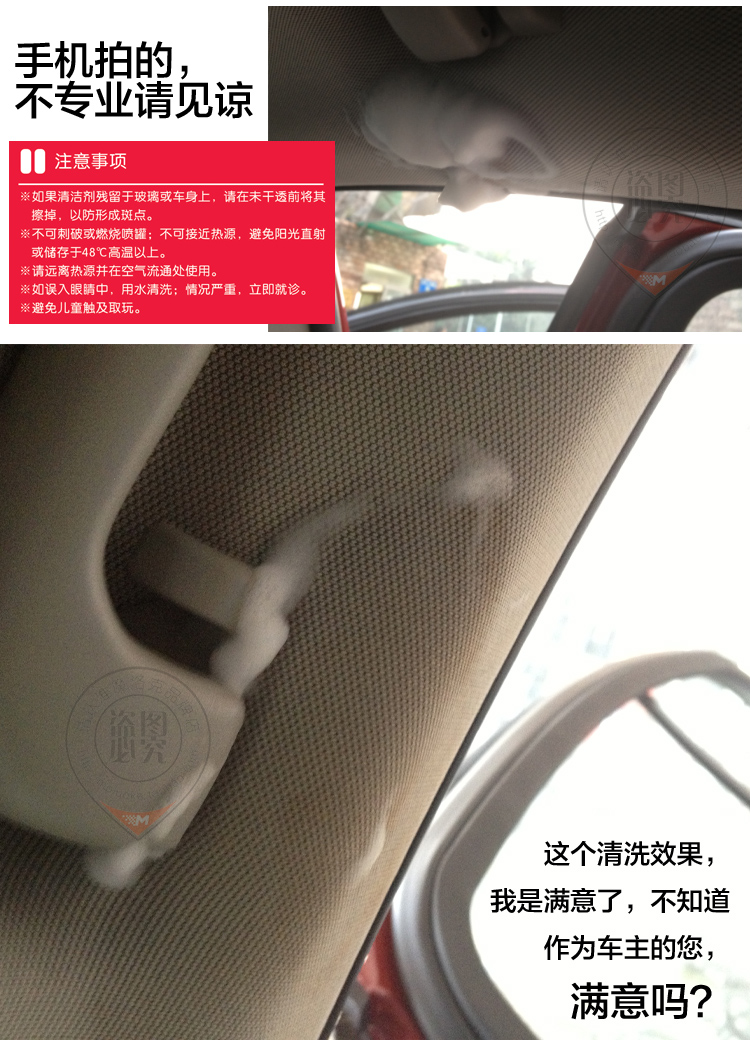 手机拍的，
不专业请见谅
注意事项
※如果清洁剂残留于玻璃或车身上，请在未干透前将其
擦掉，以防形成斑点。
※不可刺破或燃烧喷罐；不可接近热源，避免阳光直射
或储存于48℃高温以上。
※请远离热源并在空气流通处使用。
※如误入眼睛中，用水清洗；情况严重，立即就诊。
※避免儿童触及取玩。
盗图
必究
盗图
必究
M
这个清洗效果，
我是满意了，不知道
作为车主的您，
满意吗？